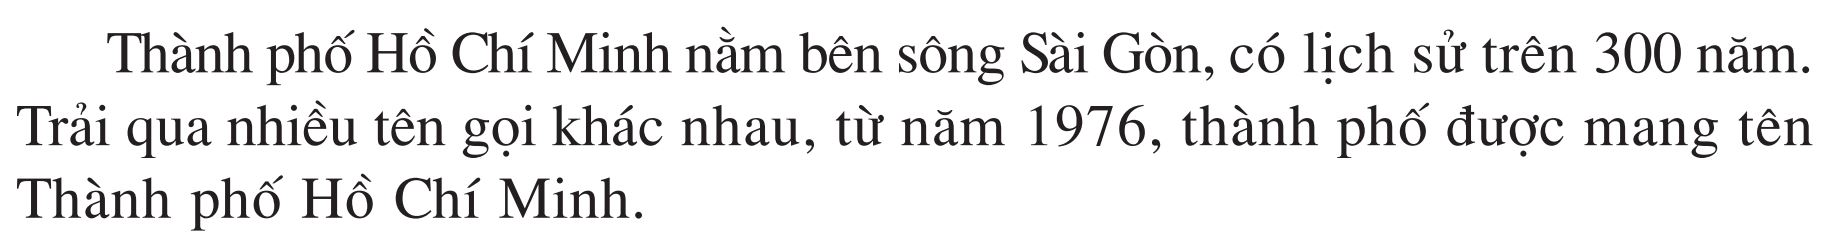 Thành phố Hồ Chí Minh nằm bên sông Sài Gòn, có lịch sử trên 300 năm.
Trải qua nhiều tên gọi khác nhau, từ năm 1976, thành phố được mang tên
Thành phố Hồ Chí Minh.